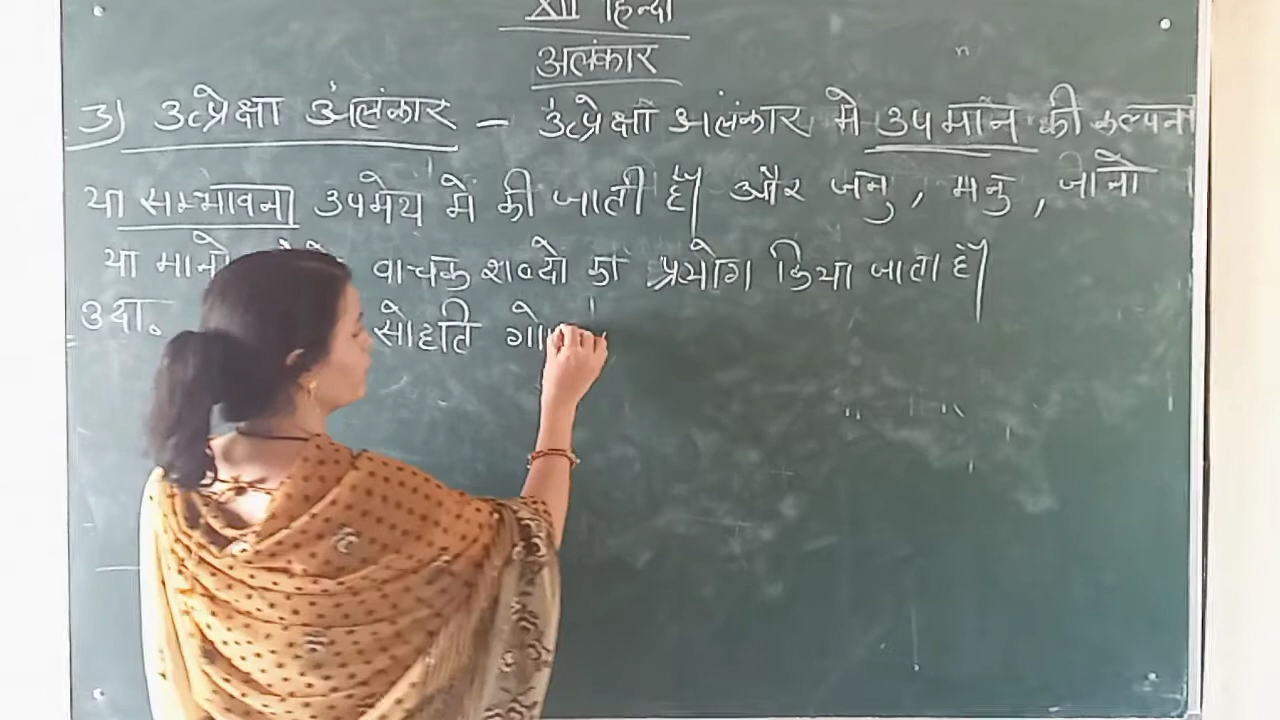 XII हिन्दी
अलंकार
3) उत्प्रेक्षा अलंकार - उत्प्रेक्षा अलंकार मे उपमान की कल्पना
या सम्भावना उपमेय में की जाती है। और जनु, मनु, जानो
या मानो वाचक शब्दो का प्रयोग किया जाता है।
उदा. सोहति